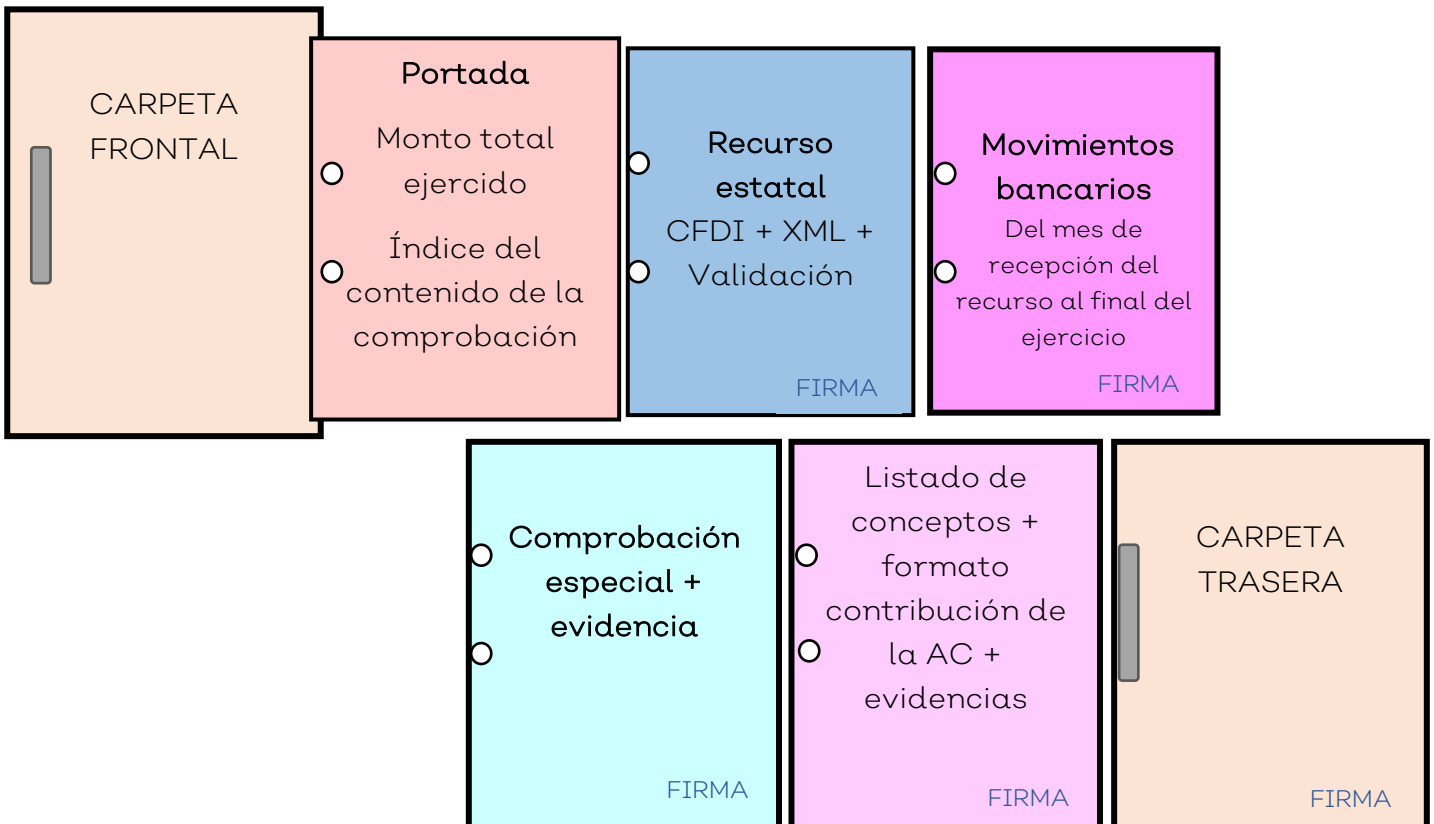 CARPETA
FRONTAL
Portada
Monto total
ejercido
Índice del
contenido de la
comprobación
Recurso
estatal
CFDI + XML +
Validación
FIRMA
Movimientos
bancarios
Del mes de
recepción del
recurso al final del
ejercicio
FIRMA
Comprobación
especial +
evidencia
FIRMA
Listado de
conceptos +
formato
contribución de
la AC +
evidencias
FIRMA
CARPETA
TRASERA
FIRMA